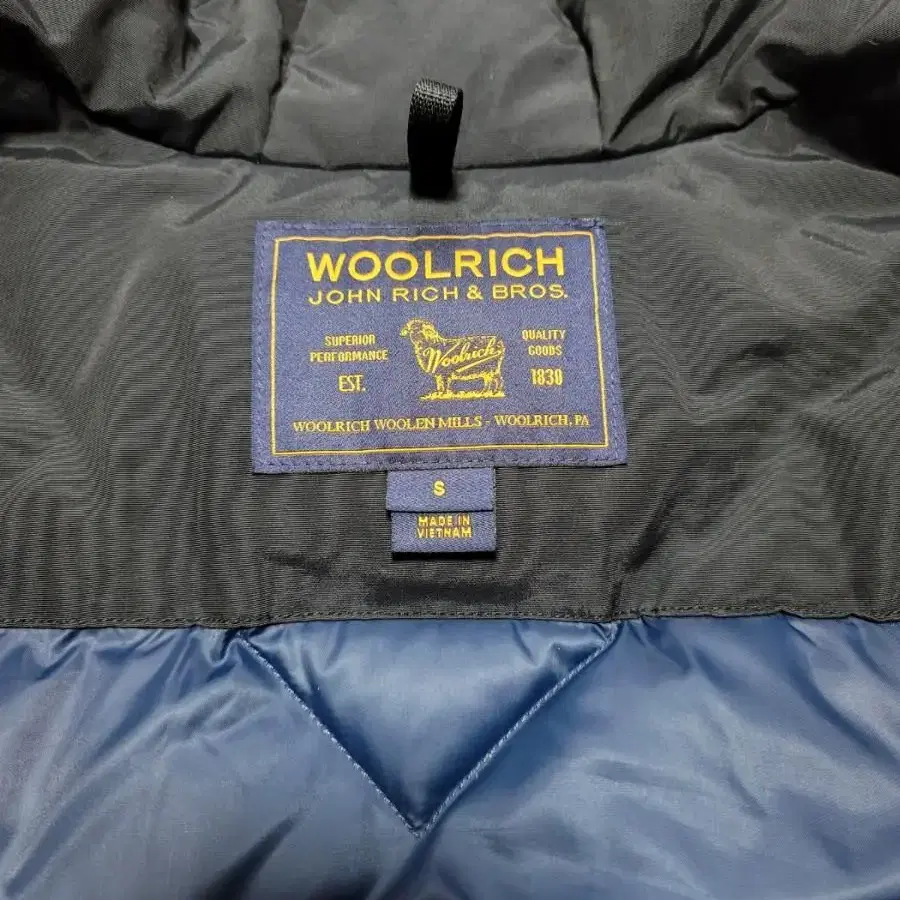 WOOLRICH
JOHN RICH & BROS.
SUPERIOR
PERFORMANCE
EST.
Woolrich
QUALITY
GOODS
1830
WOOLRICH WOOLEN MILLS - WOOLRICH, PA
S
MADE IN
VIETNAM